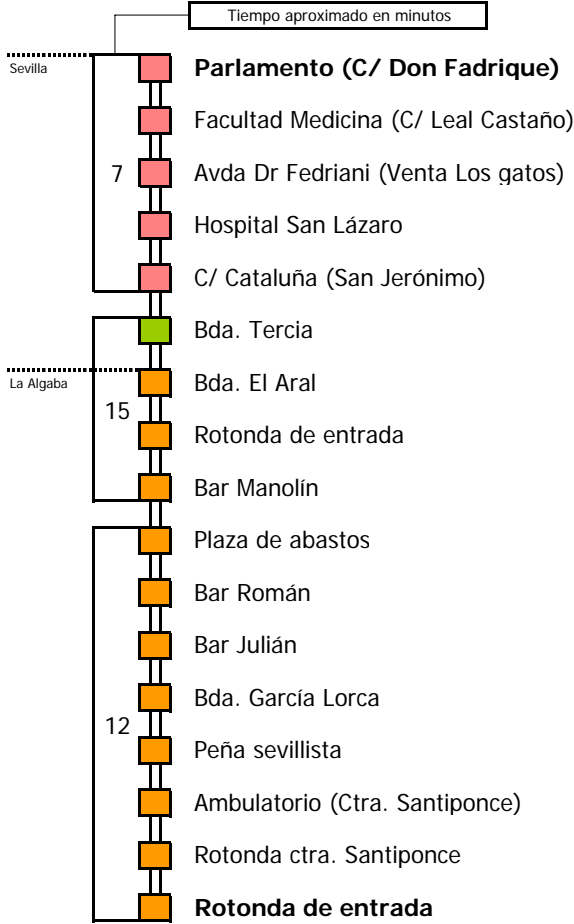 Tiempo aproximado en minutos
Sevilla
Parlamento (C/ Don Fadrique)
Facultad Medicina (C/ Leal Castaño)
7
Avda Dr Fedriani (Venta Los gatos)
Hospital San Lázaro
C/ Cataluña (San Jerónimo)
Bda. Tercia
La Algaba
Bda. El Aral
15
Rotonda de entrada
Bar Manolín
Plaza de abastos
Bar Román
Bar Julián
Bda. García Lorca
12
Peña sevillista
Ambulatorio (Ctra. Santiponce)
Rotonda ctra. Santiponce
Rotonda de entrada